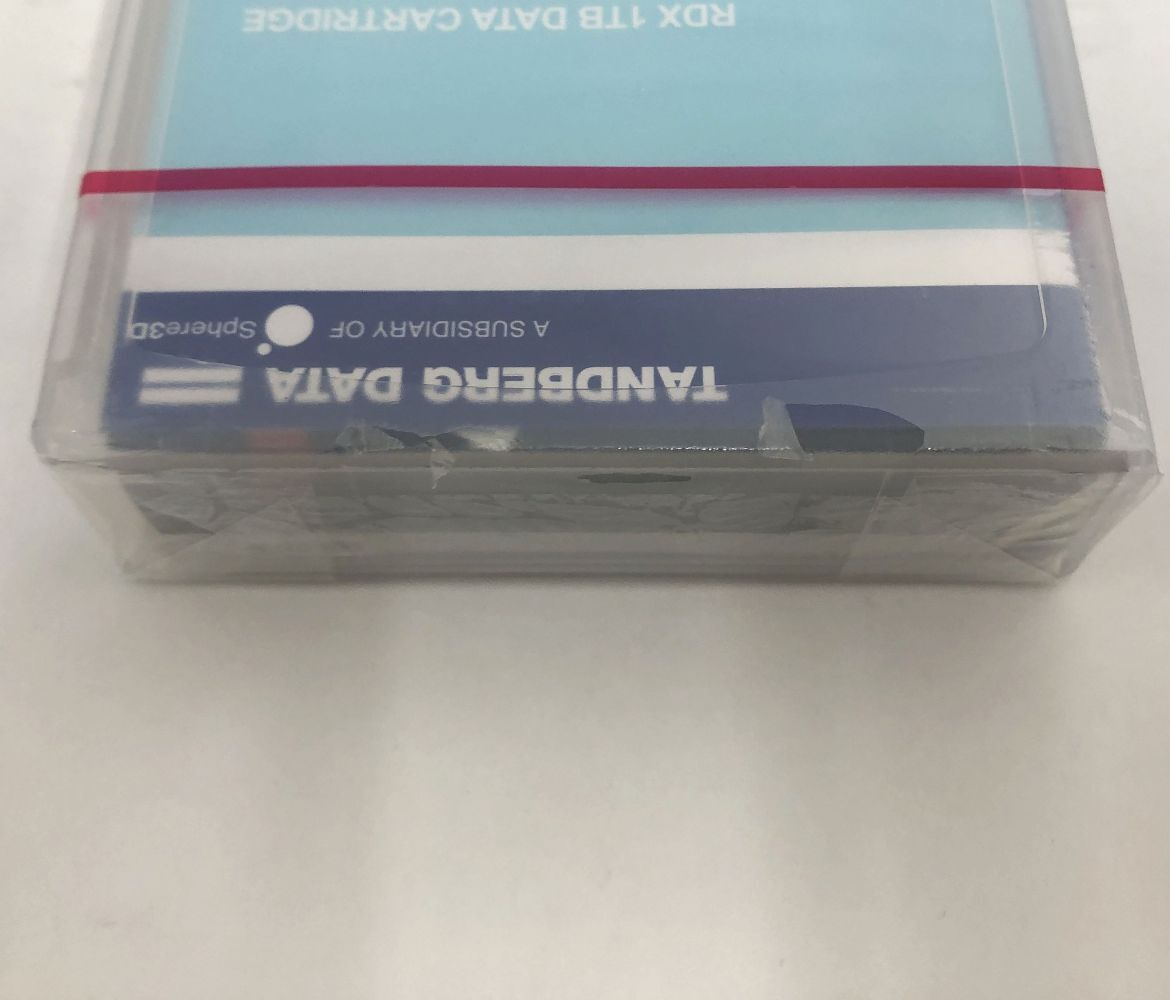 TANDBERG DATA
A SUBSIDIARY OF Sphere3D
RDX 1TB DATA CARTRIDGE